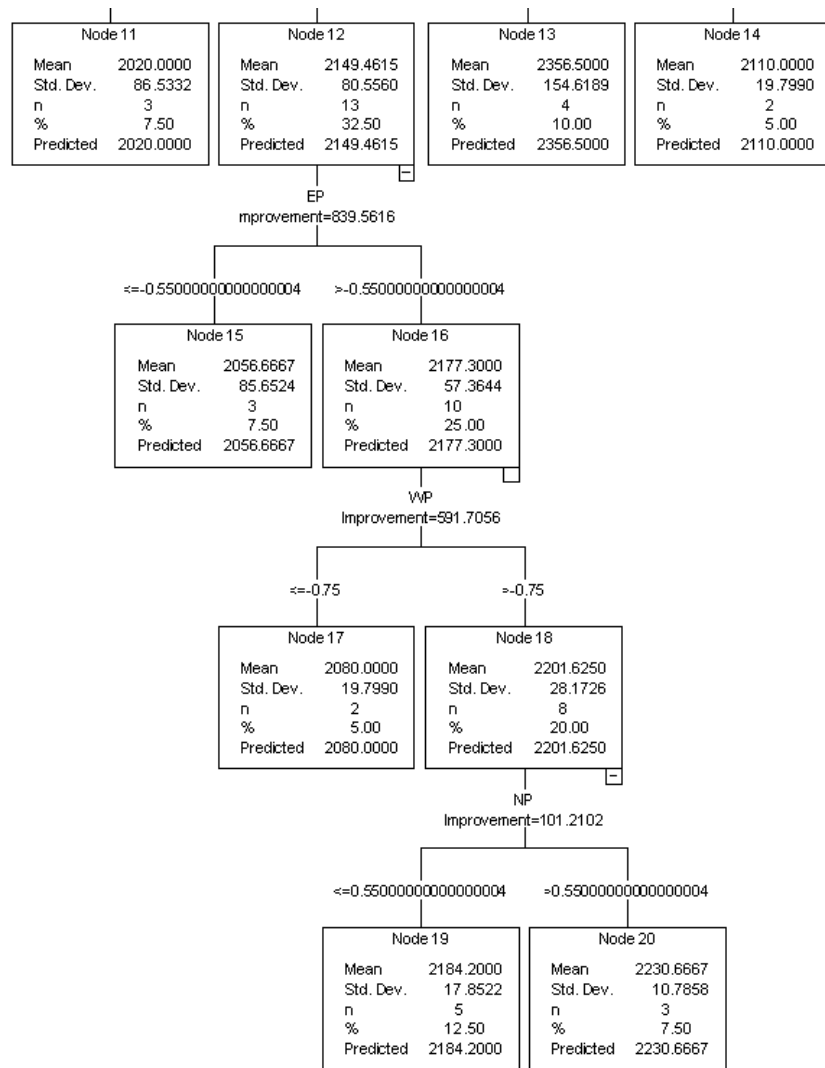 Node 11
Mean 2020.0000
Std. Dev. 86.5332
n 3
% 7.50
Predicted 2020.0000
Node 12
Mean 2149.4615
Std. Dev. 80.5560
n 13
% 32.50
Predicted 2149.4615
Node 13
Mean 2356.5000
Std. Dev. 154.6189
n 4
% 10.00
Predicted 2356.5000
Node 14
Mean 2110.0000
Std. Dev. 19.7990
n 2
% 5.00
Predicted 2110.0000
EP
mprovement=839.5616
<=-0.55000000000000004
>-0.55000000000000004
Node 15
Mean 2056.6667
Std. Dev. 85.6524
n 3
% 7.50
Predicted 2056.6667
Node 16
Mean 2177.3000
Std. Dev. 57.3644
n 10
% 25.00
Predicted 2177.3000
WP
Improvement=591.7056
<=-0.75
>-0.75
Node 17
Mean 2080.0000
Std. Dev. 19.7990
n 2
% 5.00
Predicted 2080.0000
Node 18
Mean 2201.6250
Std. Dev. 28.1726
n 8
% 20.00
Predicted 2201.6250
NP
Improvement=101.2102
<=0.55000000000000004
>0.55000000000000004
Node 19
Mean 2184.2000
Std. Dev. 17.8522
n 5
% 12.50
Predicted 2184.2000
Node 20
Mean 2230.6667
Std. Dev. 10.7858
n 3
% 7.50
Predicted 2230.6667